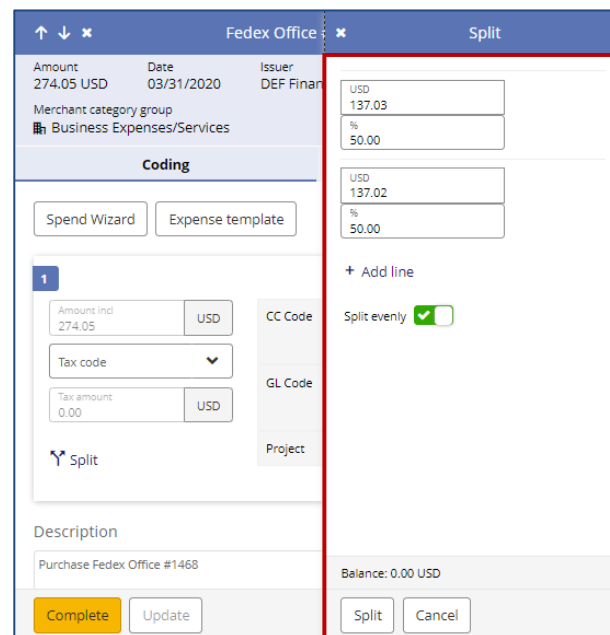 Fedex Office
Split
Amount
Date
Issuer
274.05 USD
03/31/2020
DEF Finan
Merchant category group
Business Expenses/Services
Coding
Spend Wizard
Expense template
1
Amount incl
274.05
USD
Tax code
Tax amount
0.00
USD
Split
CC Code
GL Code
Project
Description
Purchase Fedex Office #1468
Complete
Update
USD
137.03
%
50.00
USD
137.02
%
50.00
+ Add line
Split evenly
Balance: 0.00 USD
Split
Cancel